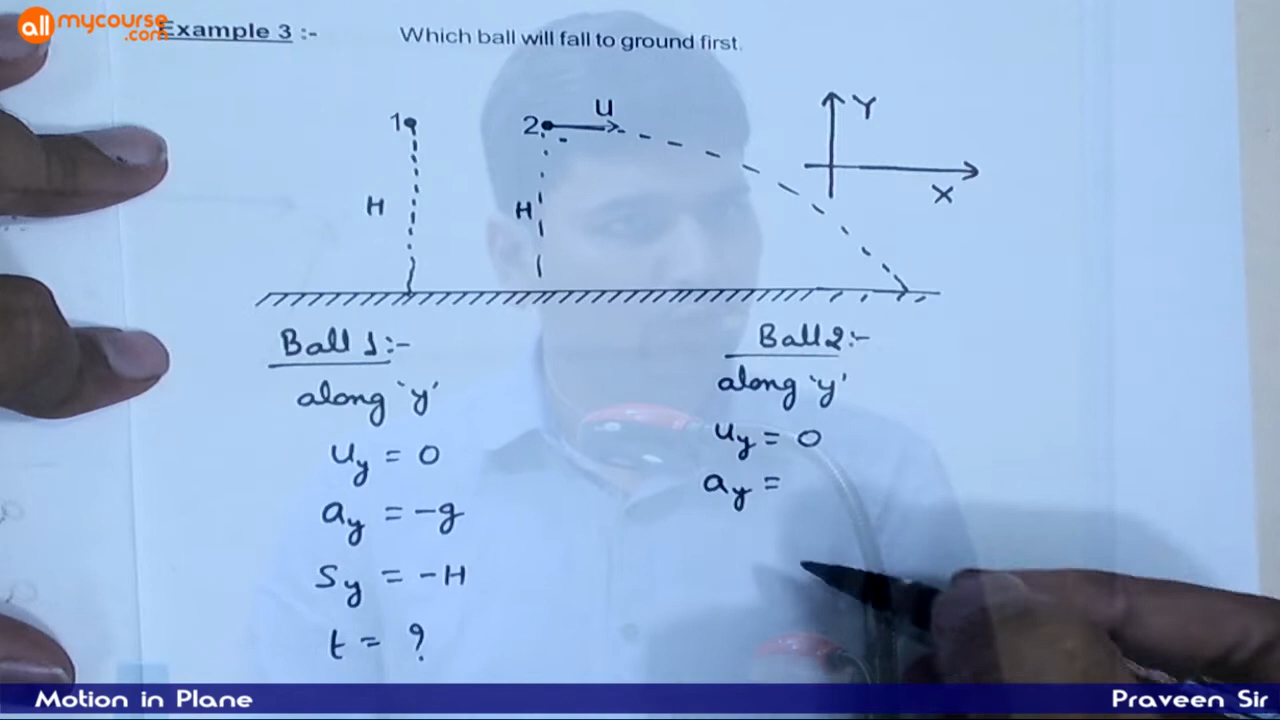 allmycourse.com
Example 3 :- Which ball will fall to ground first.
1 2 U Y
H H X
Ball 1:-
along 'y'
uy = 0
ay = -g
Sy = -H
t = ?
Ball 2:-
along 'y'
uy = 0
ay =
Motion in Plane
Praveen Sir